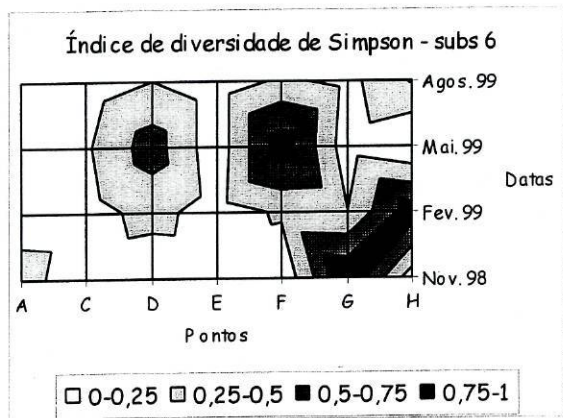 Índice de diversidade de Simpson - subs 6
Agos.99
Mai.99
Datas
Fev.99
Nov.98
A C D E F G H
Pontos
0-0,25 0,25-0,5 0,5-0,75 0,75-1